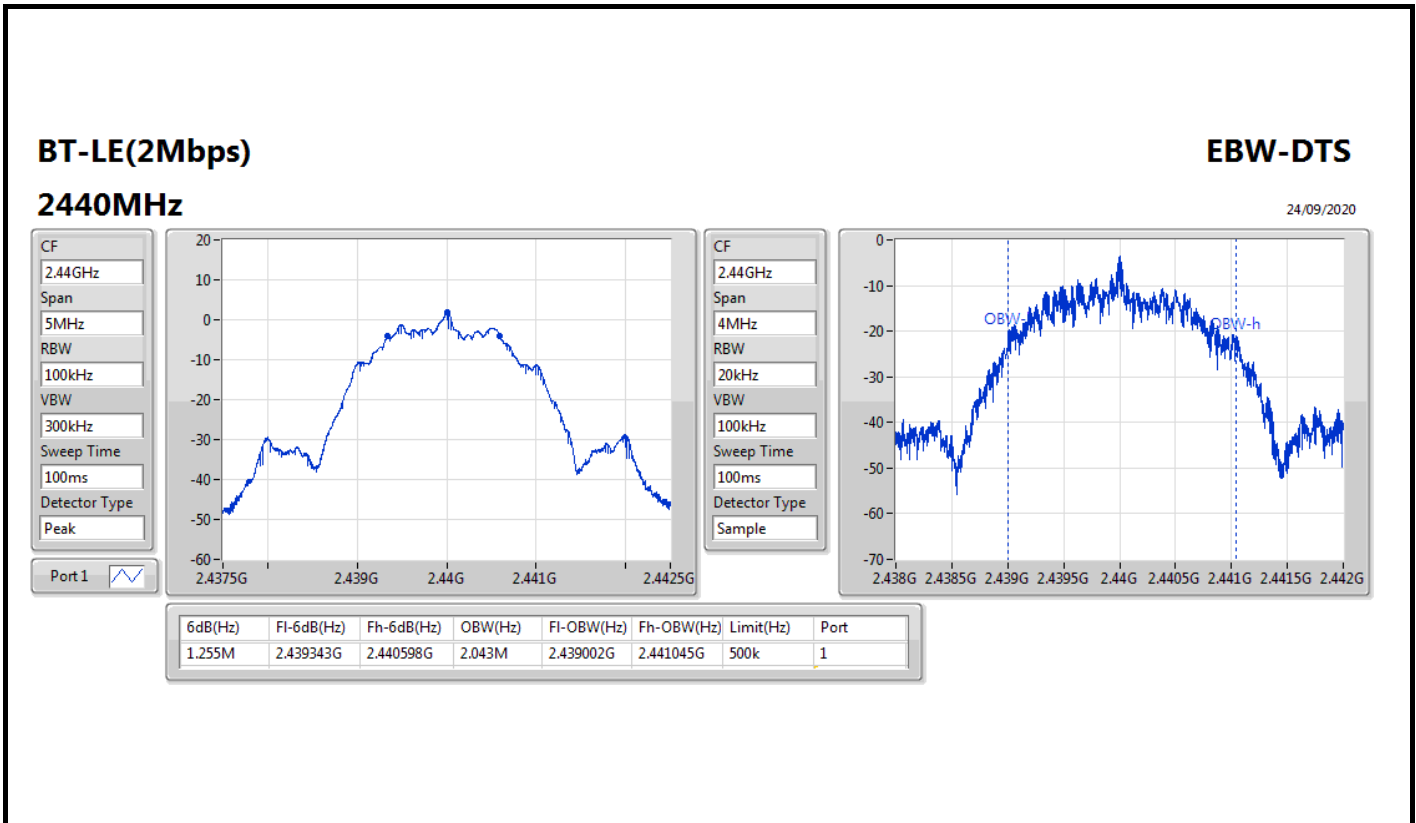 BT-LE(2Mbps)
EBW-DTS
2440MHz
24/09/2020
CF
2.44GHz
Span
5MHz
RBW
100kHz
VBW
300kHz
Sweep Time
100ms
Detector Type
Peak
Port 1
20
10
0
-10
-20
-30
-40
-50
-60
2.4375G 2.439G 2.44G 2.441G 2.4425G
CF
2.44GHz
Span
4MHz
RBW
20kHz
VBW
100kHz
Sweep Time
100ms
Detector Type
Sample
0
-10
-20
-30
-40
-50
-60
-70
OBW-
OBW-h
2.438G 2.4385G 2.439G 2.4395G 2.44G 2.4405G 2.441G 2.4415G 2.442G
6dB(Hz) Fl-6dB(Hz) Fh-6dB(Hz) OBW(Hz) Fl-OBW(Hz) Fh-OBW(Hz) Limit(Hz) Port
1.255M 2.439343G 2.440598G 2.043M 2.439002G 2.441045G 500k 1